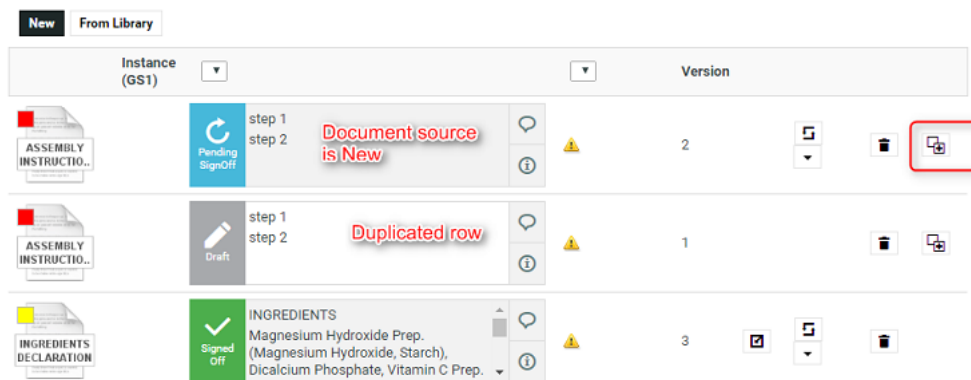 New From Library
Instance
(GS1)
Version
ASSEMBLY
INSTRUCTIO..
Pending
SignOff
step 1
step 2
Document source
is New
2
ASSEMBLY
INSTRUCTIO..
Draft
step 1
step 2
Duplicated row
1
INGREDIENTS
DECLARATION
Signed
Off
INGREDIENTS
Magnesium Hydroxide Prep.
(Magnesium Hydroxide, Starch),
Dicalcium Phosphate, Vitamin C Prep.
3